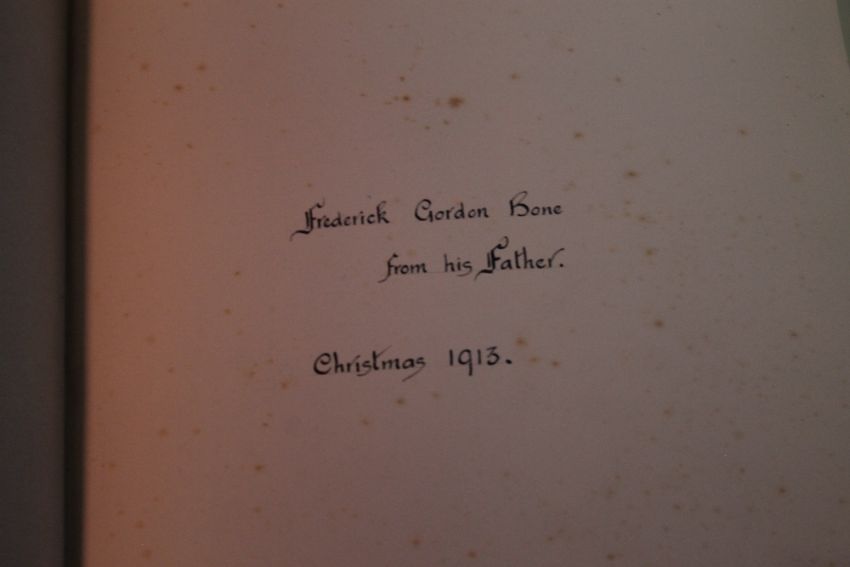 Frederick Gordon Bone
from his Father.
Christmas 1913.